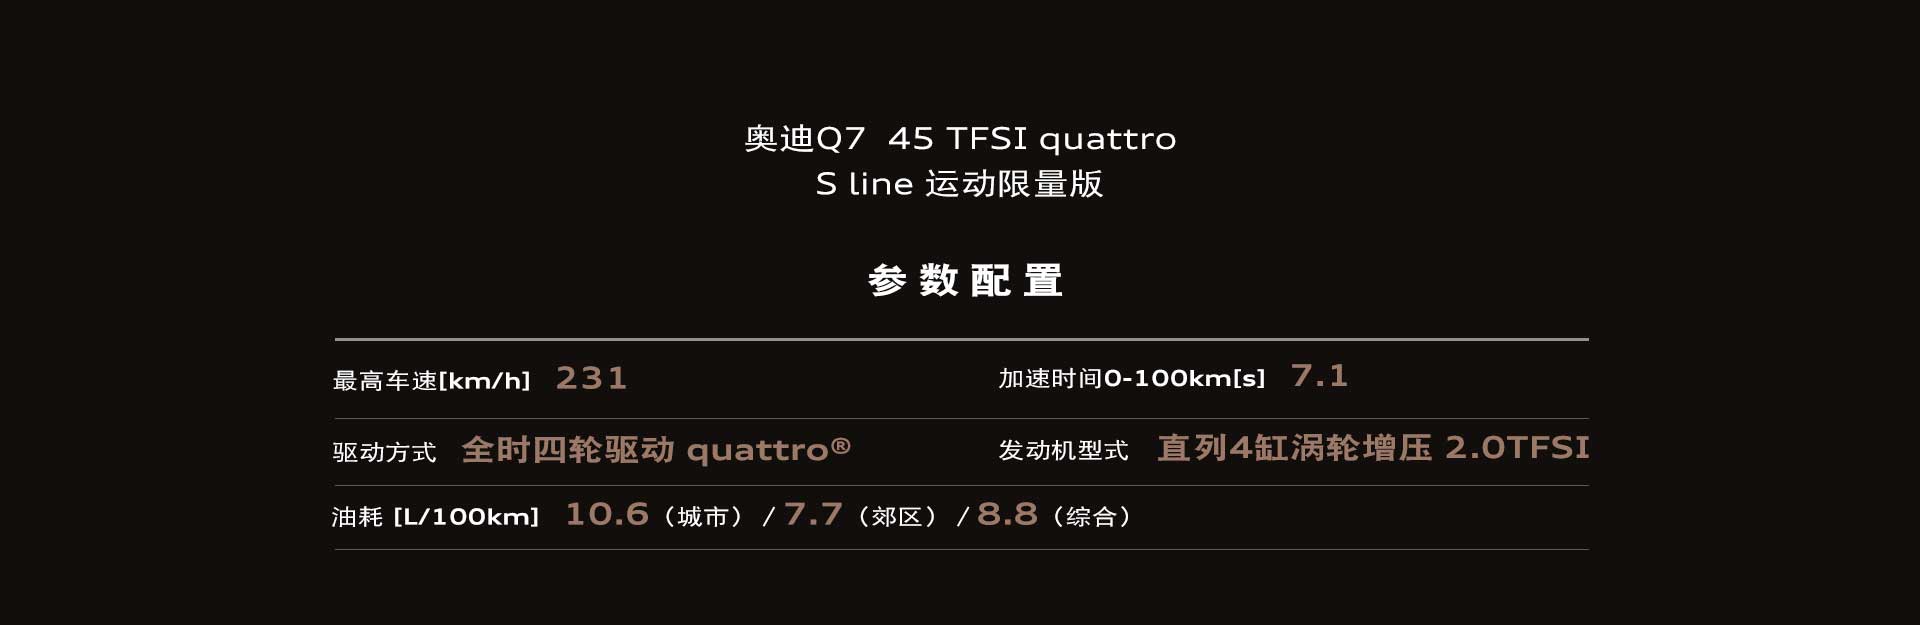 奥迪Q7 45 TFSI quattro
S line 运动限量版
参数配置
最高车速[km/h] 231
加速时间0-100km[s] 7.1
驱动方式 全时四轮驱动 quattro®
发动机型式 直列4缸涡轮增压 2.0TFSI
油耗 [L/100km] 10.6（城市） / 7.7（郊区） / 8.8（综合）